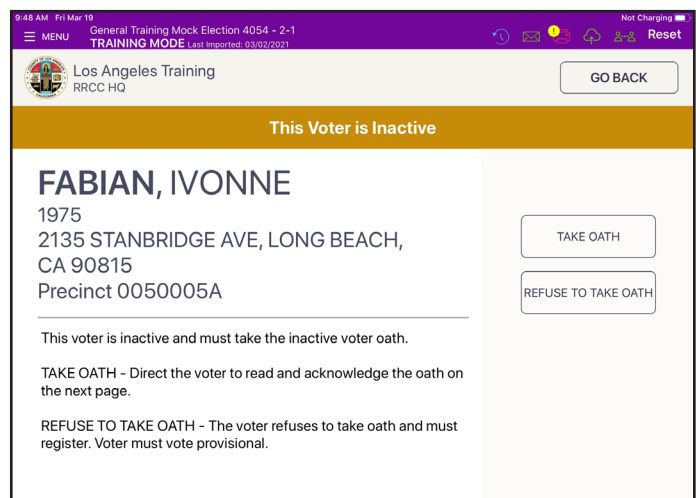 9:48 AM Fri Mar 19
Not Charging
MENU
General Training Mock Election 4054 - 2-1
TRAINING MODE Last Imported: 03/02/2021
Reset
Los Angeles Training
RRCC HQ
GO BACK
This Voter is Inactive
FABIAN, IVONNE
1975
2135 STANBRIDGE AVE, LONG BEACH,
CA 90815
Precinct 0050005A
TAKE OATH
REFUSE TO TAKE OATH
This voter is inactive and must take the inactive voter oath.
TAKE OATH - Direct the voter to read and acknowledge the oath on
the next page.
REFUSE TO TAKE OATH - The voter refuses to take oath and must
register. Voter must vote provisional.